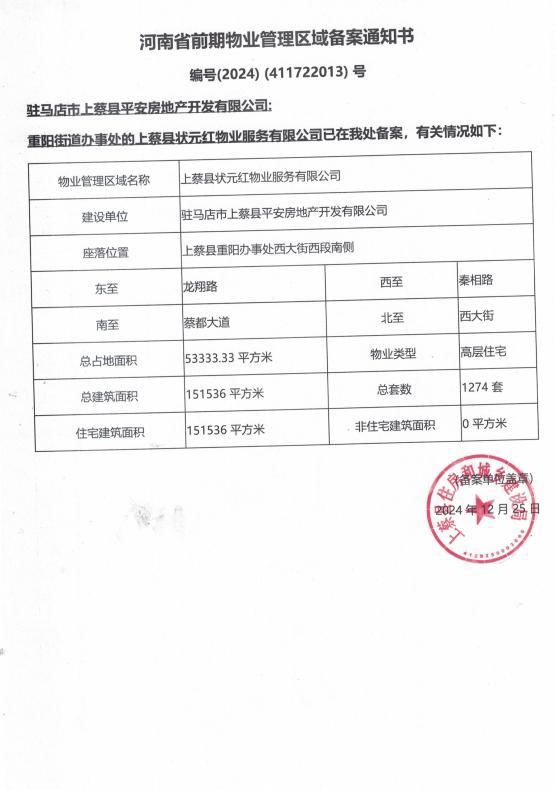 河南省前期物业管理区域备案通知书
编号(2024) (411722013) 号
驻马店市上蔡县平安房地产开发有限公司:
重阳街道办事处的上蔡县状元红物业服务有限公司已在我处备案，有关情况如下：
物业管理区域名称 上蔡县状元红物业服务有限公司
建设单位 驻马店市上蔡县平安房地产开发有限公司
座落位置 上蔡县重阳办事处西大街西段南侧
东至 龙翔路 西至 秦相路
南至 蔡都大道 北至 西大街
总占地面积 53333.33 平方米 物业类型 高层住宅
总建筑面积 151536 平方米 总套数 1274 套
住宅建筑面积 151536 平方米 非住宅建筑面积 0 平方米
（备案单位盖章）
2024 年 12 月 25 日
上蔡县住房和城乡建设局